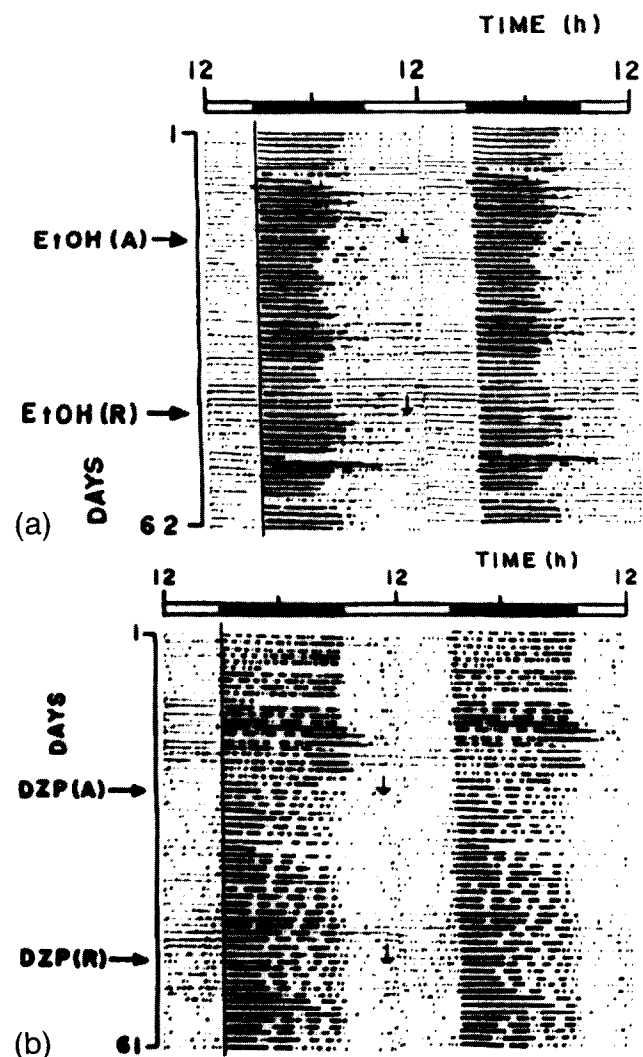 TIME (h)
12 12 12
1
EtOH (A)
EtOH (R)
DAYS
62
(a)
TIME (h)
12 12 12
1
DAYS
DZP(A)
DZP(R)
61
(b)